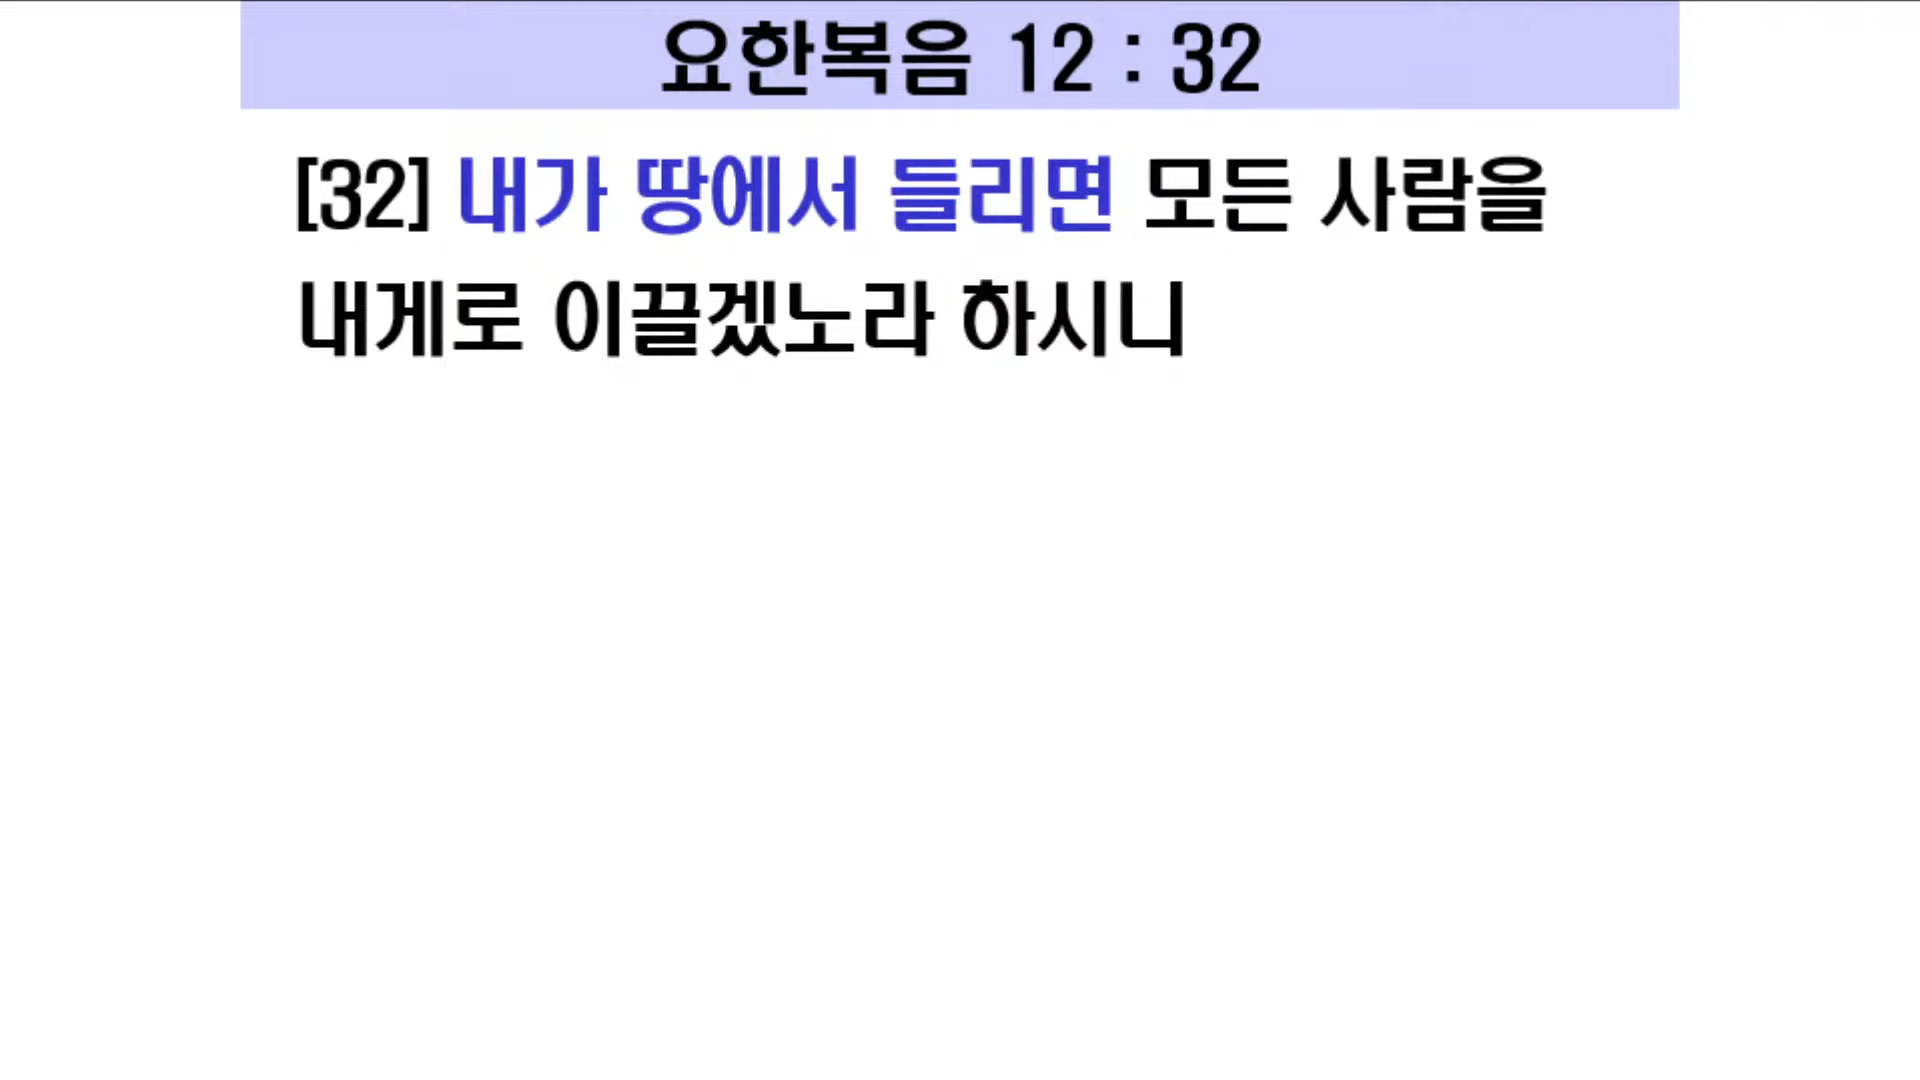 요한복음 12 : 32
[32] 내가 땅에서 들리면 모든 사람을
내게로 이끌겠노라 하시니